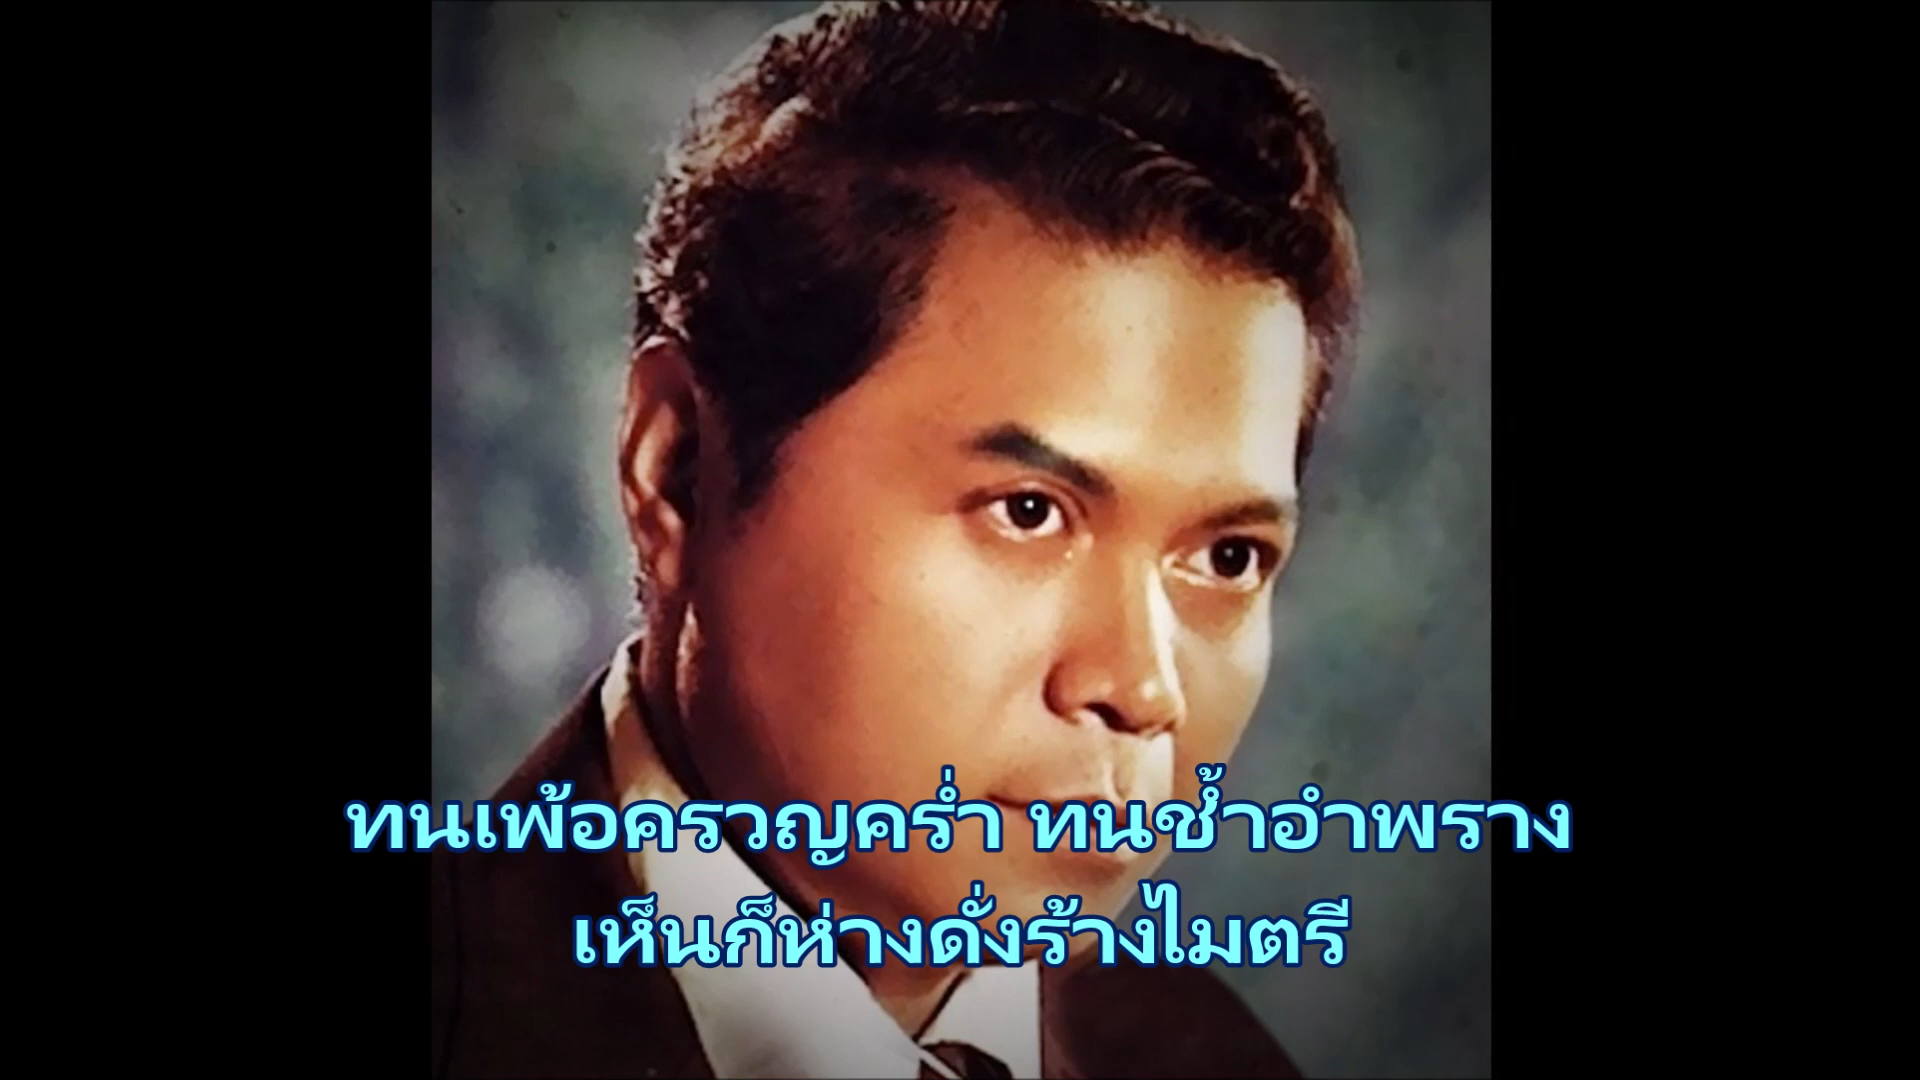 ทนเพ้อครวญคร่ำ ทนช้ำอำพราง
เห็นก็ห่างดั่งร้างไมตรี